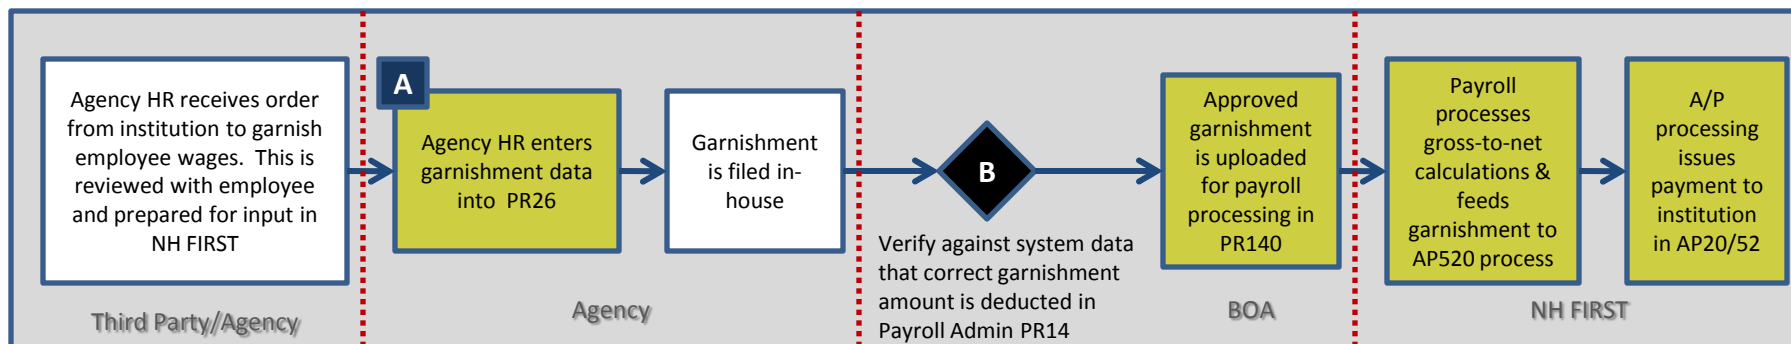 Agency HR receives order
from institution to garnish
employee wages.  This is
reviewed with employee
and prepared for input in
NH FIRST
Third Party/Agency
A
Agency HR enters
garnishment data
into  PR26
Garnishment
is filed in-
house
Agency
B
Verify against system data
that correct garnishment
amount is deducted in
Payroll Admin PR14
Approved
garnishment
is uploaded
for payroll
processing in
PR140
BOA
Payroll
processes
gross-to-net
calculations &
feeds
garnishment to
AP520 process
A/P
processing
issues
payment to
institution
in AP20/52
NH FIRST